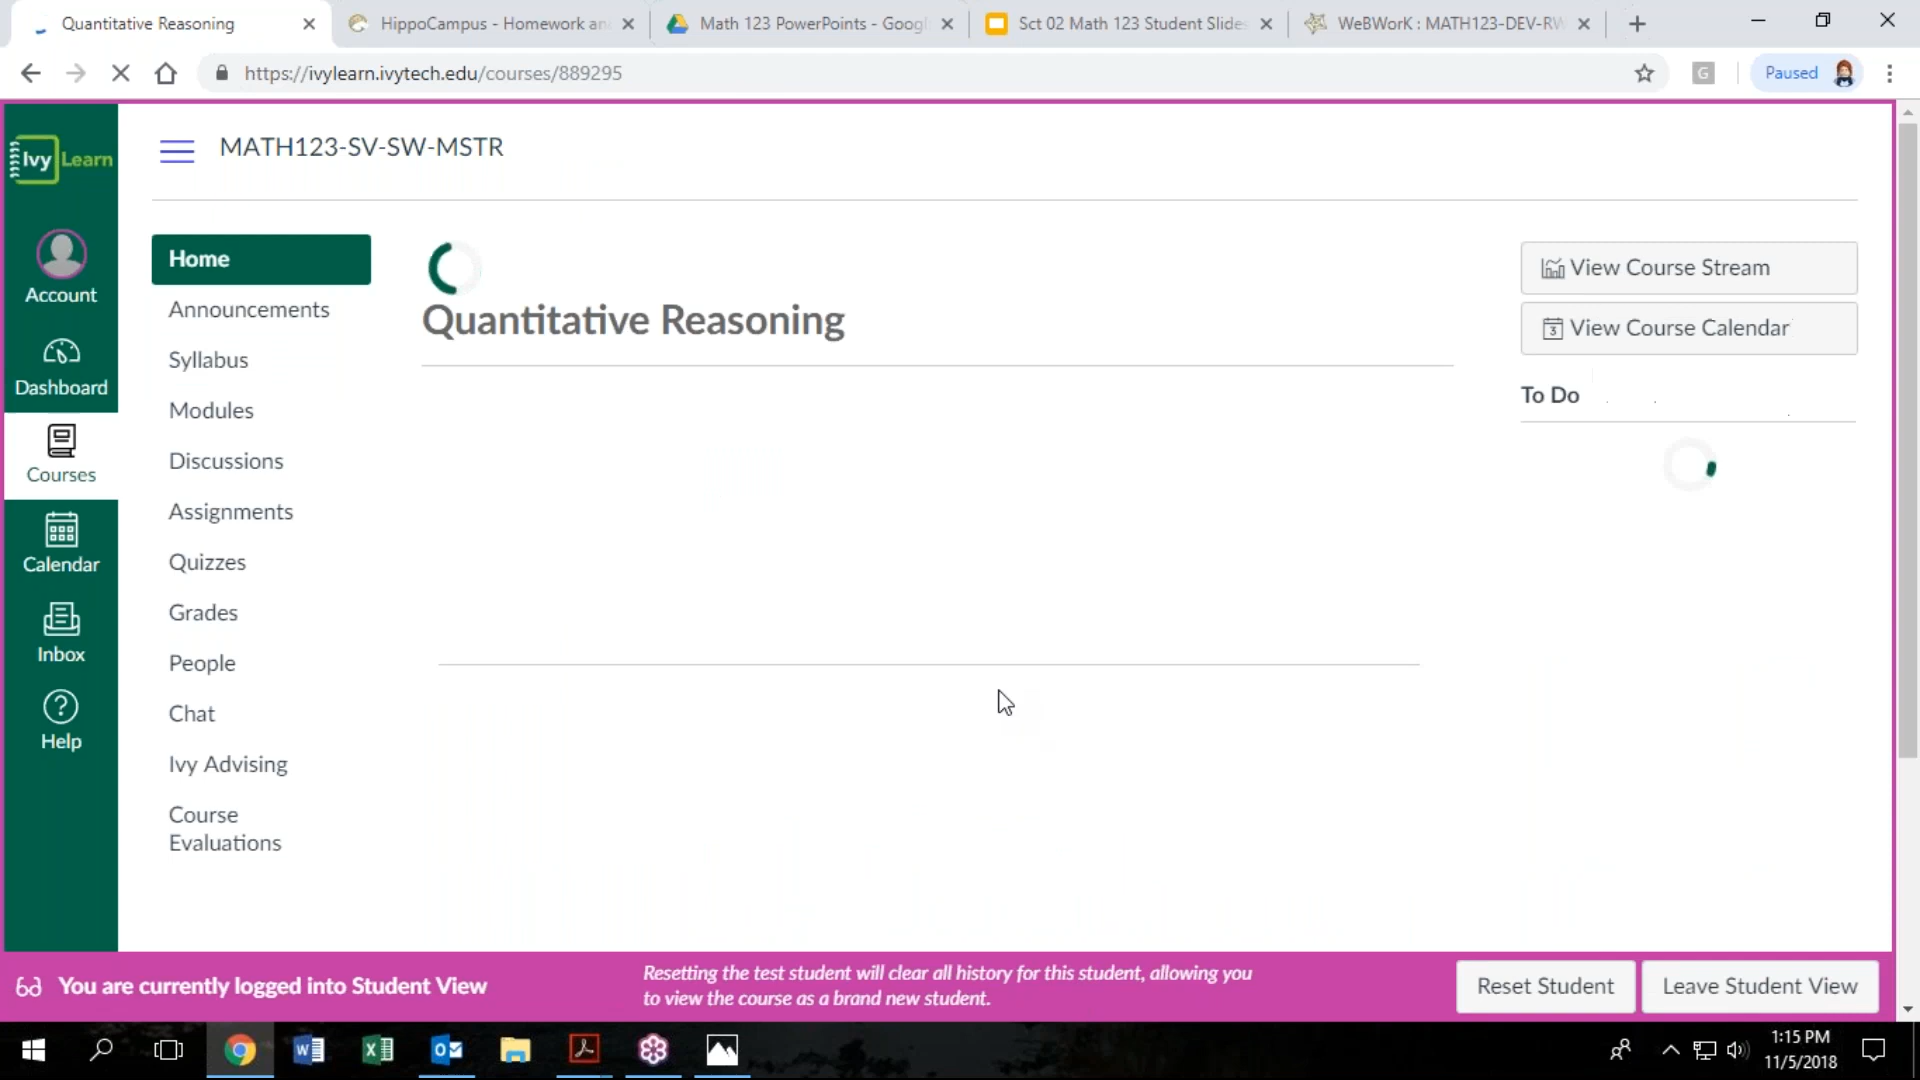 Quantitative Reasoning
HippoCampus - Homework an
Math 123 PowerPoints - Googl
Sct 02 Math 123 Student Slides
WeBWorK : MATH123-DEV-RW
https://ivylearn.ivytech.edu/courses/889295
G
Paused
Ivy Learn
MATH123-SV-SW-MSTR
Account
Dashboard
Courses
Calendar
Inbox
Help
Home
Announcements
Syllabus
Modules
Discussions
Assignments
Quizzes
Grades
People
Chat
Ivy Advising
Course
Evaluations
Quantitative Reasoning
View Course Stream
3 View Course Calendar
To Do
You are currently logged into Student View
Resetting the test student will clear all history for this student, allowing you
to view the course as a brand new student.
Reset Student
Leave Student View
1:15 PM
11/5/2018